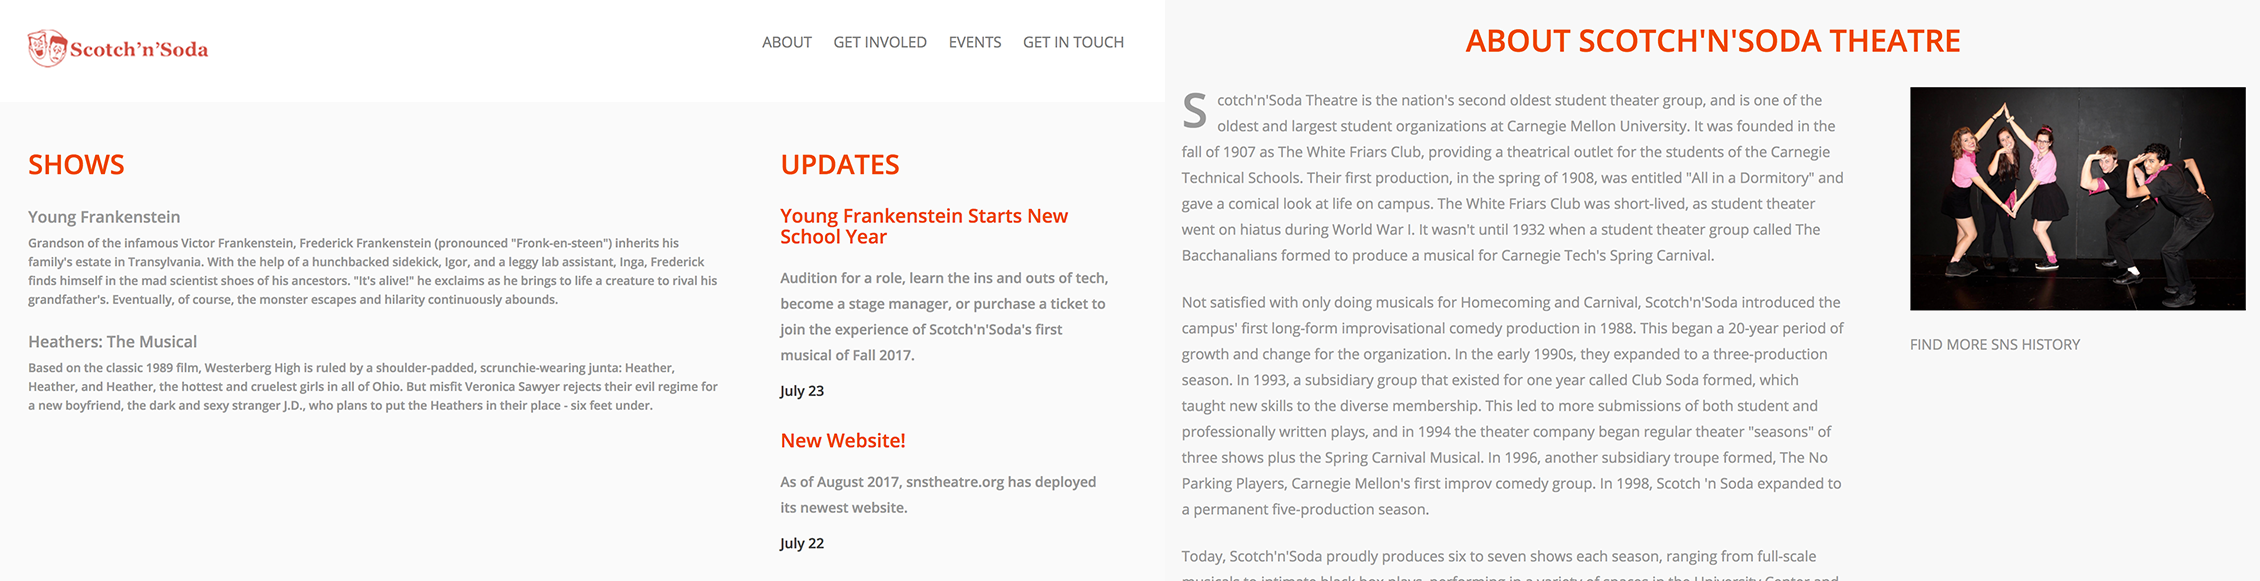 Scotch'n'Soda
ABOUT GET INVOLED EVENTS GET IN TOUCH
SHOWS
Young Frankenstein
Grandson of the infamous Victor Frankenstein, Frederick Frankenstein (pronounced "Fronk-en-steen") inherits his
family's estate in Transylvania. With the help of a hunchbacked sidekick, Igor, and a leggy lab assistant, Inga, Frederick
finds himself in the mad scientist shoes of his ancestors. "It's alive!" he exclaims as he brings to life a creature to rival his
grandfather's. Eventually, of course, the monster escapes and hilarity continuously abounds.
Heathers: The Musical
Based on the classic 1989 film, Westerberg High is ruled by a shoulder-padded, scrunchie-wearing junta: Heather,
Heather, and Heather, the hottest and cruelest girls in all of Ohio. But misfit Veronica Sawyer rejects their evil regime for
a new boyfriend, the dark and sexy stranger J.D., who plans to put the Heathers in their place - six feet under.
UPDATES
Young Frankenstein Starts New
School Year
Audition for a role, learn the ins and outs of tech,
become a stage manager, or purchase a ticket to
join the experience of Scotch'n'Soda's first
musical of Fall 2017.
July 23
New Website!
As of August 2017, snstheatre.org has deployed
its newest website.
July 22
ABOUT SCOTCH'N'SODA THEATRE
Scotch'n'Soda Theatre is the nation's second oldest student theater group, and is one of the
oldest and largest student organizations at Carnegie Mellon University. It was founded in the
fall of 1907 as The White Friars Club, providing a theatrical outlet for the students of the Carnegie
Technical Schools. Their first production, in the spring of 1908, was entitled "All in a Dormitory" and
gave a comical look at life on campus. The White Friars Club was short-lived, as student theater
went on hiatus during World War I. It wasn't until 1932 when a student theater group called The
Bacchanalians formed to produce a musical for Carnegie Tech's Spring Carnival.
Not satisfied with only doing musicals for Homecoming and Carnival, Scotch'n'Soda introduced the
campus' first long-form improvisational comedy production in 1988. This began a 20-year period of
growth and change for the organization. In the early 1990s, they expanded to a three-production
season. In 1993, a subsidiary group that existed for one year called Club Soda formed, which
taught new skills to the diverse membership. This led to more submissions of both student and
professionally written plays, and in 1994 the theater company began regular theater "seasons" of
three shows plus the Spring Carnival Musical. In 1996, another subsidiary troupe formed, The No
Parking Players, Carnegie Mellon's first improv comedy group. In 1998, Scotch 'n Soda expanded to
a permanent five-production season.
Today, Scotch'n'Soda proudly produces six to seven shows each season, ranging from full-scale
musicals to intimate black box plays, performing in a variety of spaces in the University Center and
FIND MORE SNS HISTORY